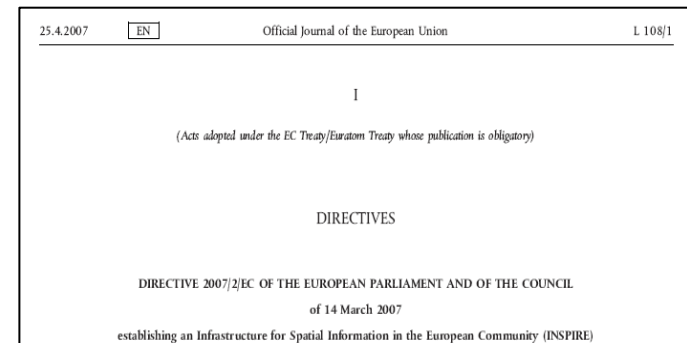 25.4.2007 EN Official Journal of the European Union L 108/1
I
(Acts adopted under the EC Treaty/Euratom Treaty whose publication is obligatory)
DIRECTIVES
DIRECTIVE 2007/2/EC OF THE EUROPEAN PARLIAMENT AND OF THE COUNCIL
of 14 March 2007
establishing an Infrastructure for Spatial Information in the European Community (INSPIRE)